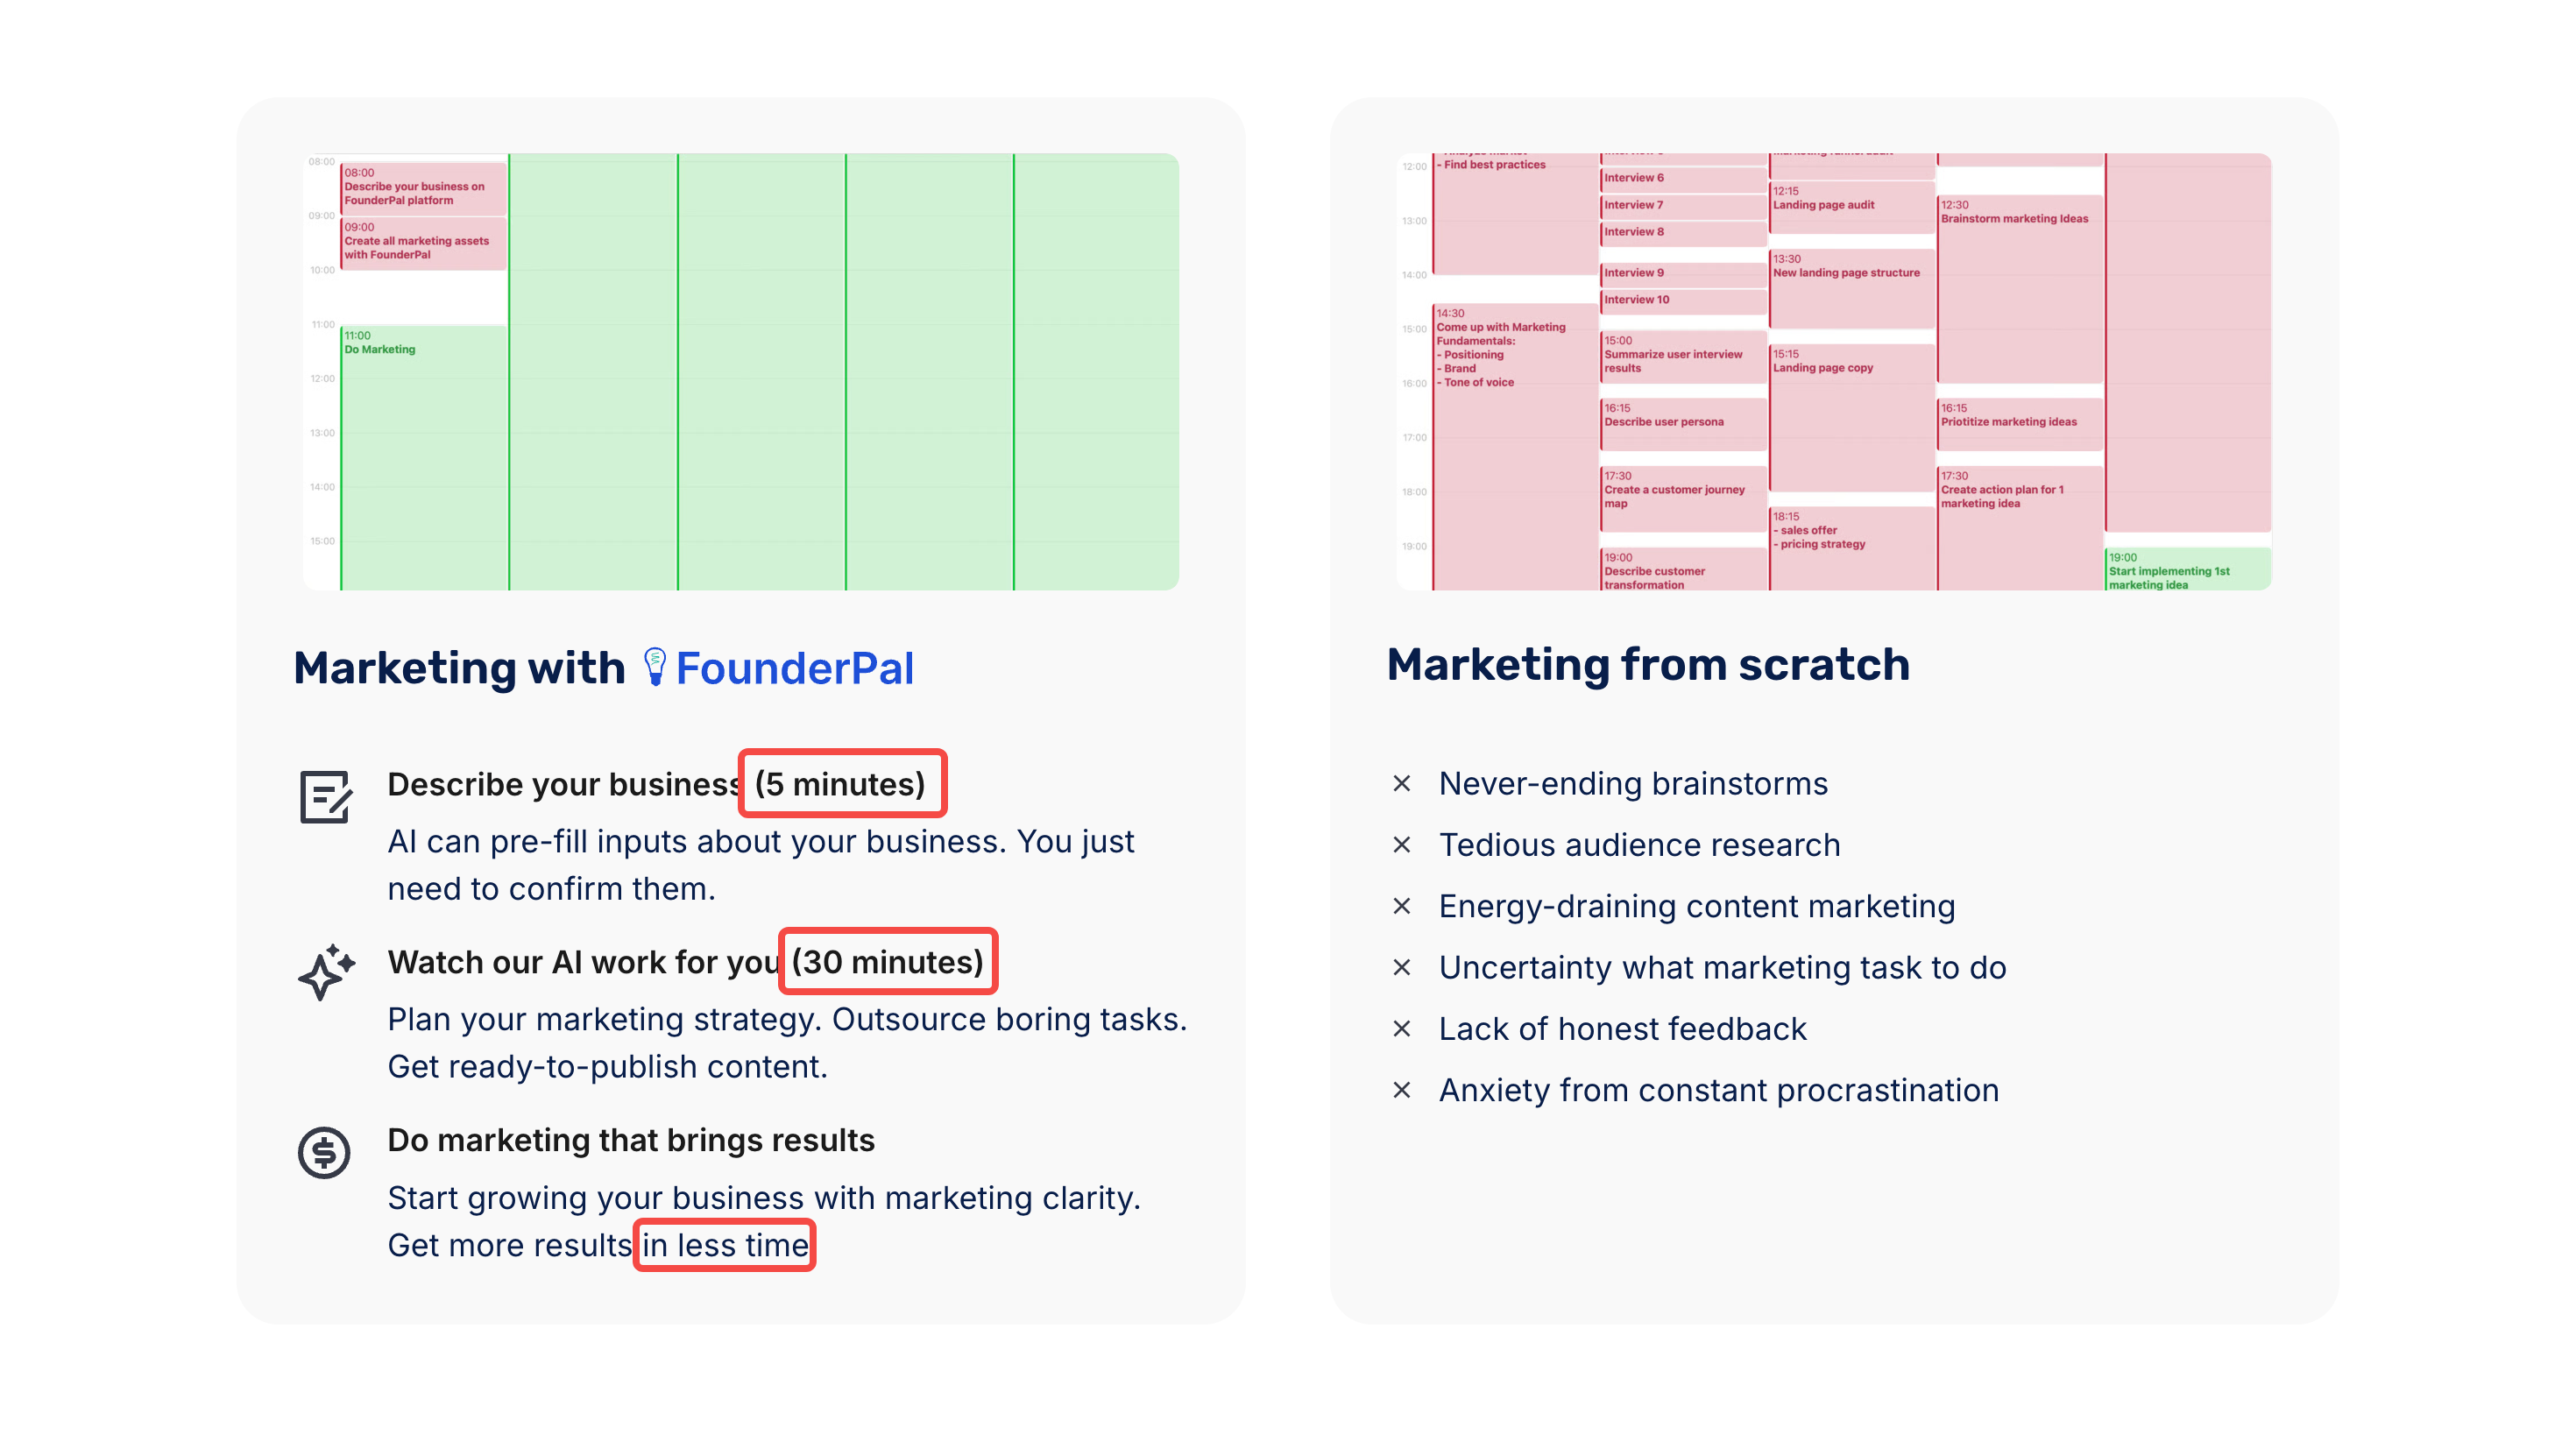 08:00
08:00
Describe your business on
FounderPal platform
09:00
09:00
Create all marketing assets
with FounderPal
10:00
11:00
11:00
Do Marketing
12:00
13:00
14:00
15:00
Marketing with FounderPal
Describe your business (5 minutes)
AI can pre-fill inputs about your business. You just
need to confirm them.
Watch our AI work for you (30 minutes)
Plan your marketing strategy. Outsource boring tasks.
Get ready-to-publish content.
Do marketing that brings results
Start growing your business with marketing clarity.
Get more results in less time
12:00
13:00
14:00
15:00
16:00
17:00
18:00
19:00
- Find best practices
14:30
Come up with Marketing
Fundamentals:
- Positioning
- Brand
- Tone of voice
Interview 6
Interview 7
Interview 8
Interview 9
Interview 10
15:00
Summarize user interview
results
16:15
Describe user persona
17:30
Create a customer journey
map
19:00
Describe customer
transformation
12:15
Landing page audit
13:30
New landing page structure
15:15
Landing page copy
18:15
- sales offer
- pricing strategy
12:30
Brainstorm marketing Ideas
16:15
Priotitize marketing ideas
17:30
Create action plan for 1
marketing idea
19:00
Start implementing 1st
marketing idea
Marketing from scratch
× Never-ending brainstorms
× Tedious audience research
× Energy-draining content marketing
× Uncertainty what marketing task to do
× Lack of honest feedback
× Anxiety from constant procrastination